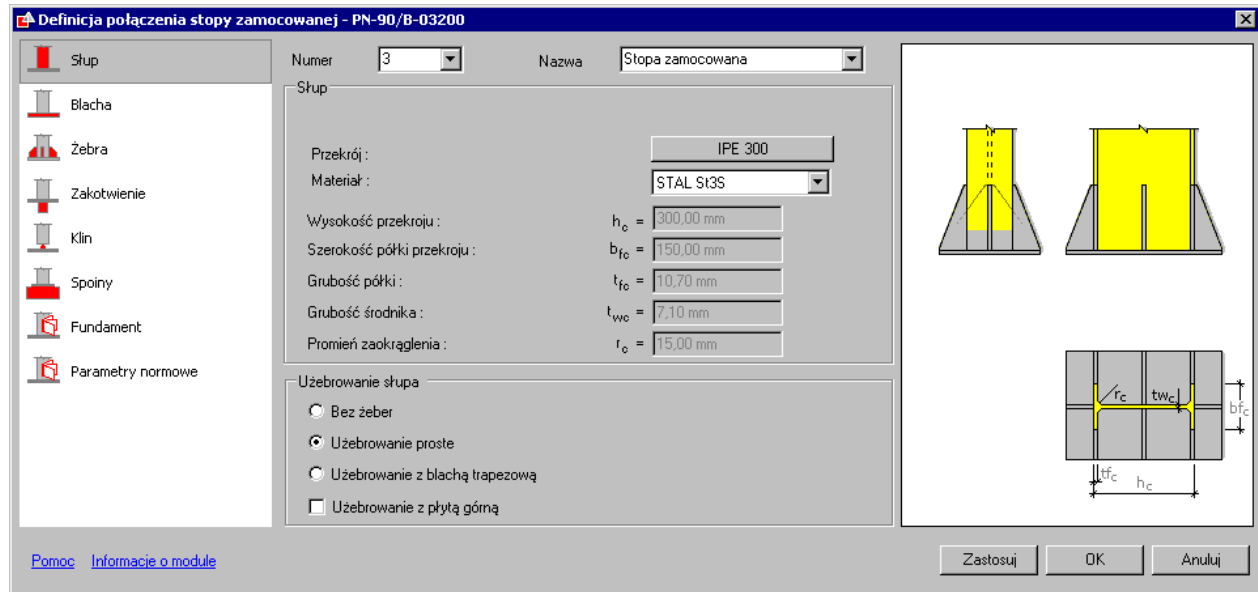 Definicja połączenia stopy zamocowanej - PN-90/B-03200
Słup
Blacha
Żebra
Zakotwienie
Klin
Spoiny
Fundament
Parametry normowe
Numer 3 Nazwa Stopa zamocowana
Słup
Przekrój : IPE 300
Materiał : STAL St3S
Wysokość przekroju : hc = 300,00 mm
Szerokość półki przekroju : bfc = 150,00 mm
Grubość półki : tfc = 10,70 mm
Grubość środnika : twc = 7,10 mm
Promień zaokrąglenia : rc = 15,00 mm
Użebrowanie słupa
Bez żeber
Użebrowanie proste
Użebrowanie z blachą trapezową
Użebrowanie z płytą górną
rc twc bfc
tfc hc
Pomoc Informacje o module
Zastosuj OK Anuluj